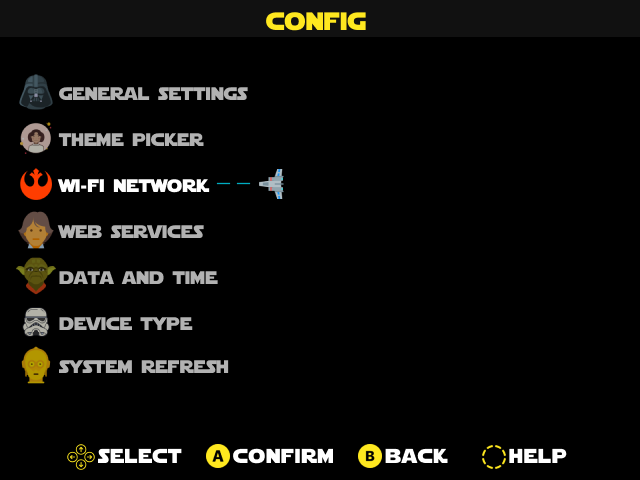 CONFIG
GENERAL SETTINGS
THEME PICKER
WI-FI NETWORK
WEB SERVICES
DATA AND TIME
DEVICE TYPE
SYSTEM REFRESH
SELECT A CONFIRM B BACK HELP